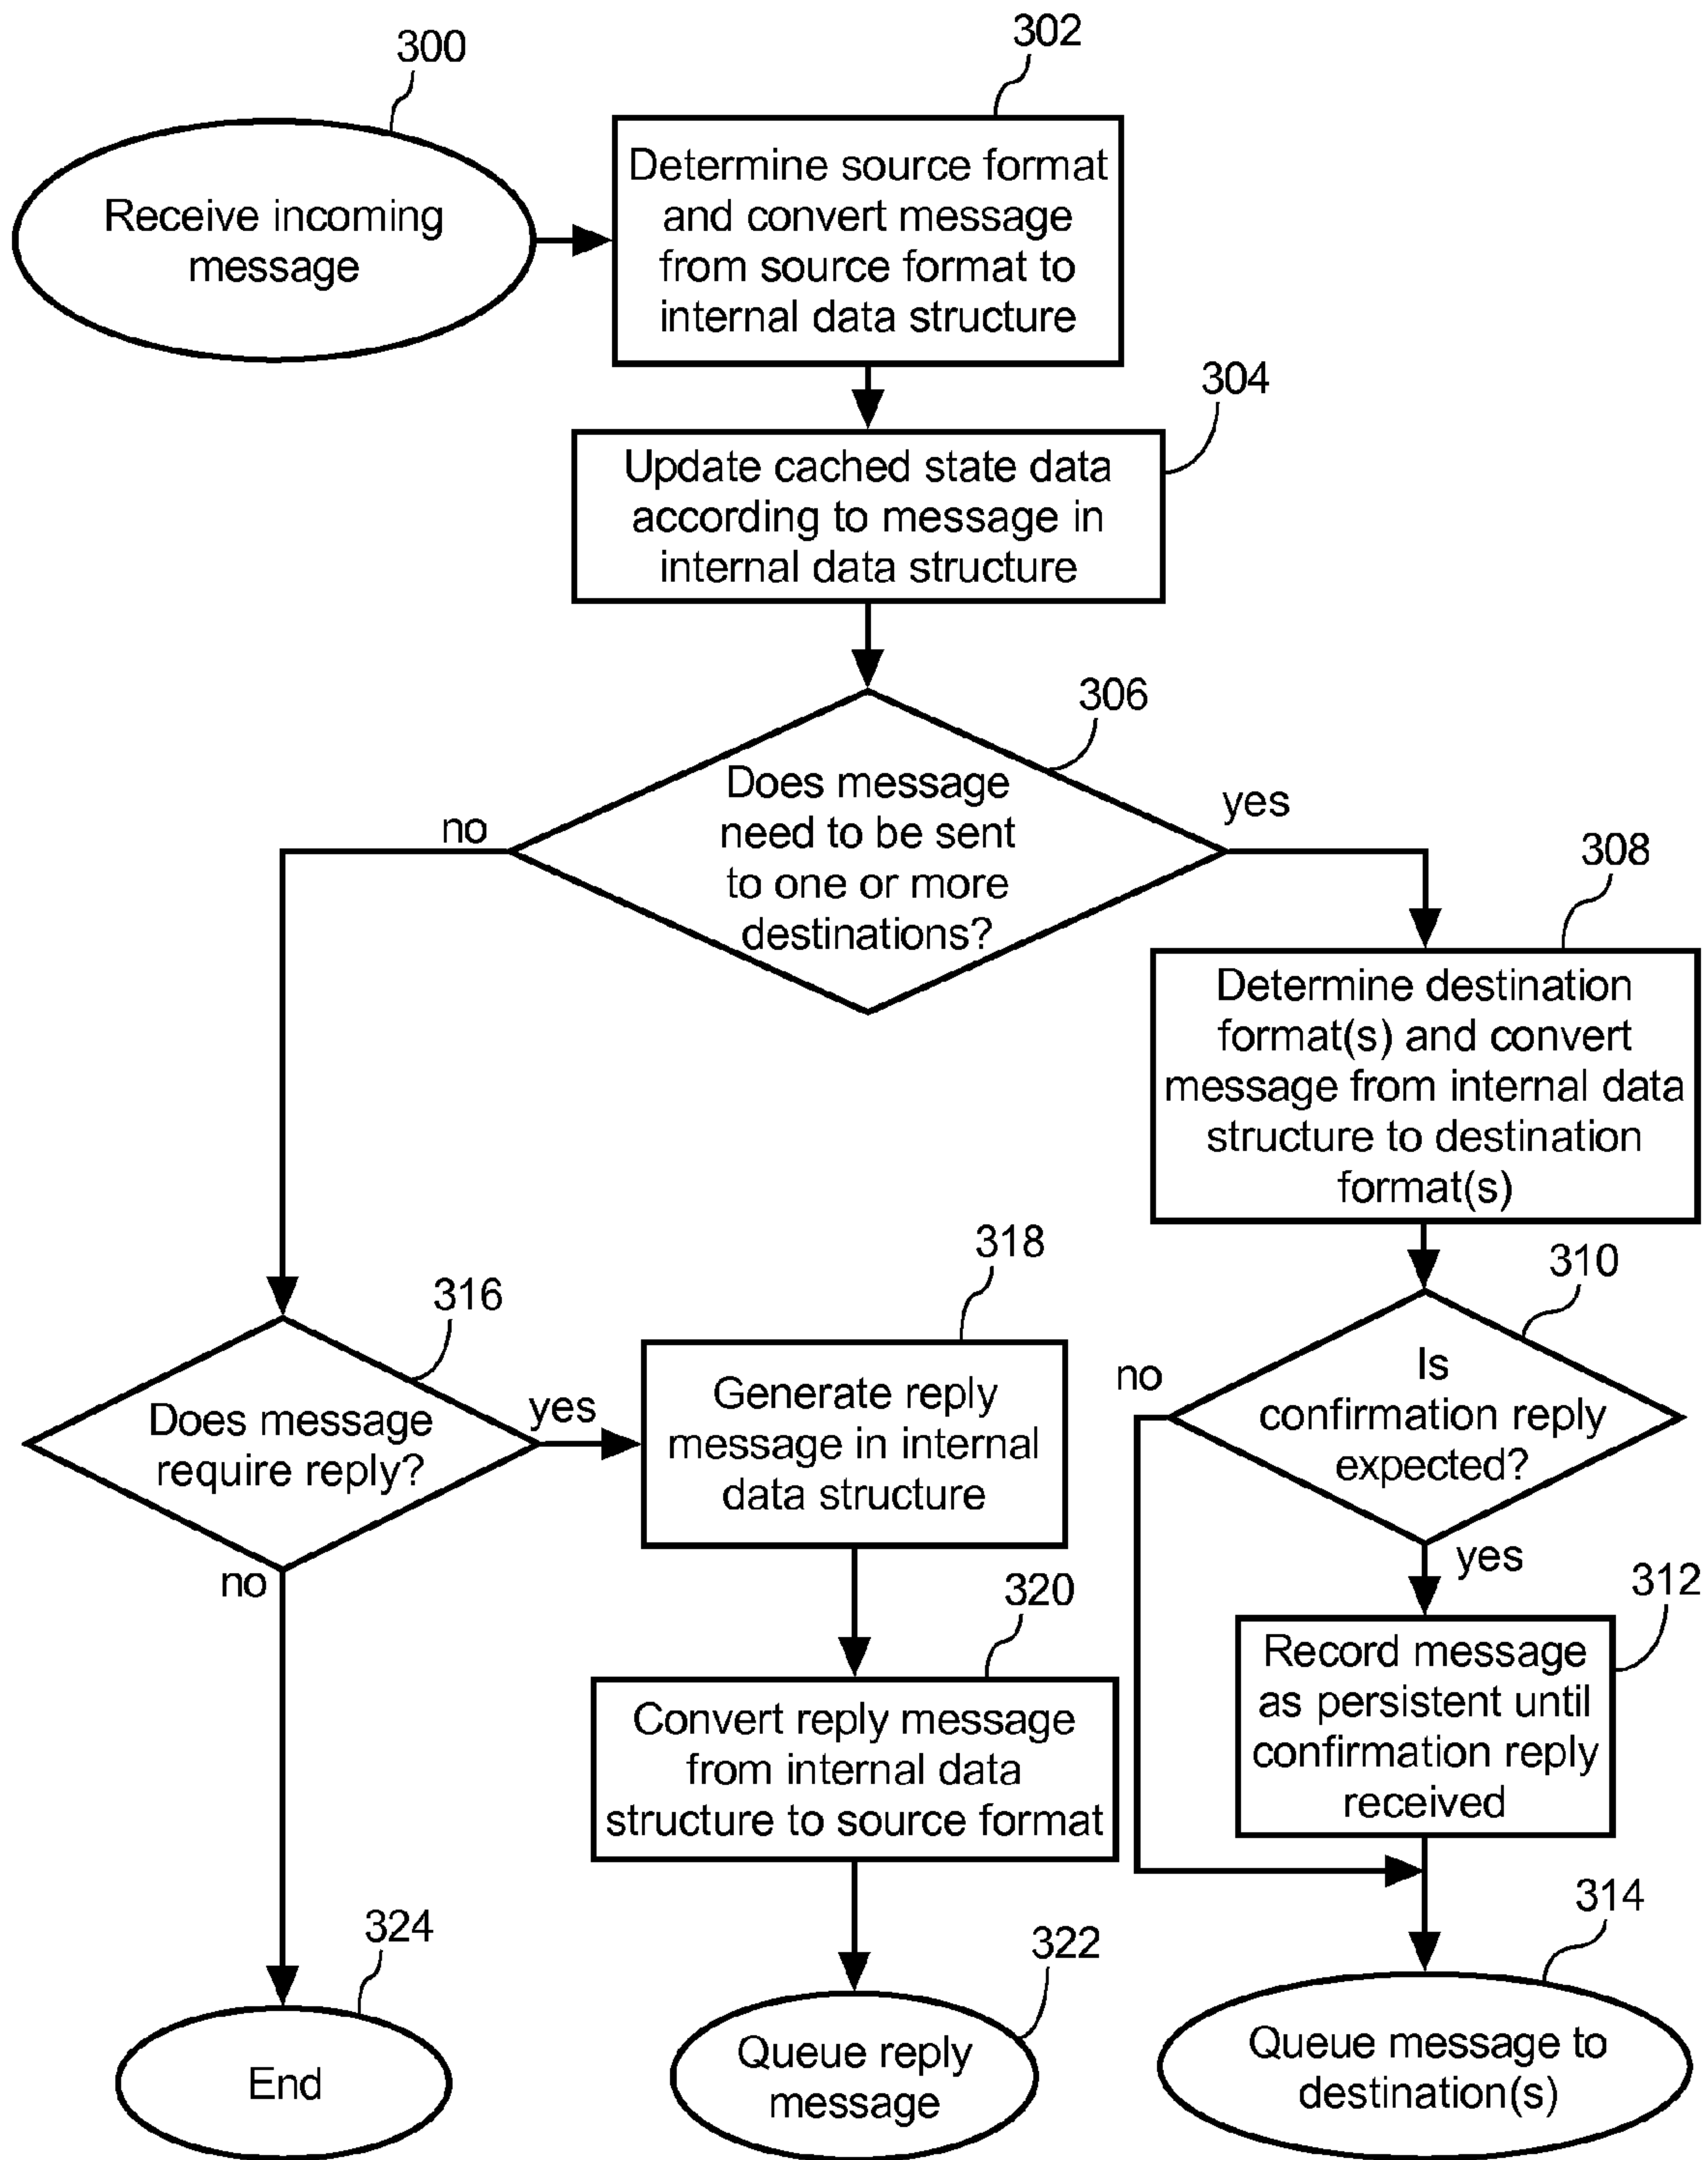 300
302
Receive incoming
message
Determine source format
and convert message
from source format to
internal data structure
304
Update cached state data
according to message in
internal data structure
306
Does message
need to be sent
to one or more
destinations?
no
yes
308
Determine destination
format(s) and convert
message from internal data
structure to destination
format(s)
310
Is
confirmation reply
expected?
no
yes
312
Record message
as persistent until
confirmation reply
received
314
Queue message to
destination(s)
316
Does message
require reply?
yes
no
318
Generate reply
message in internal
data structure
320
Convert reply message
from internal data
structure to source format
322
Queue reply
message
324
End